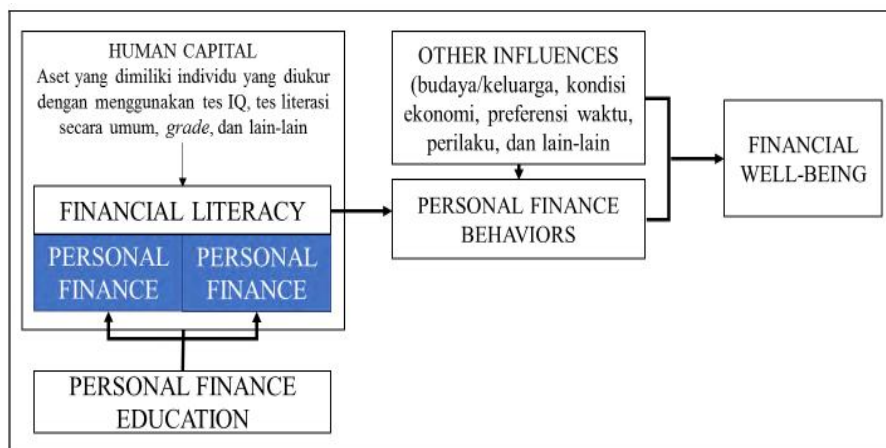 HUMAN CAPITAL
Aset yang dimiliki individu yang diukur
dengan menggunakan tes IQ, tes literasi
secara umum, grade, dan lain-lain
FINANCIAL LITERACY
PERSONAL
FINANCE
PERSONAL
FINANCE
PERSONAL FINANCE
EDUCATION
OTHER INFLUENCES
(budaya/keluarga, kondisi
ekonomi, preferensi waktu,
perilaku, dan lain-lain
PERSONAL FINANCE
BEHAVIORS
FINANCIAL
WELL-BEING